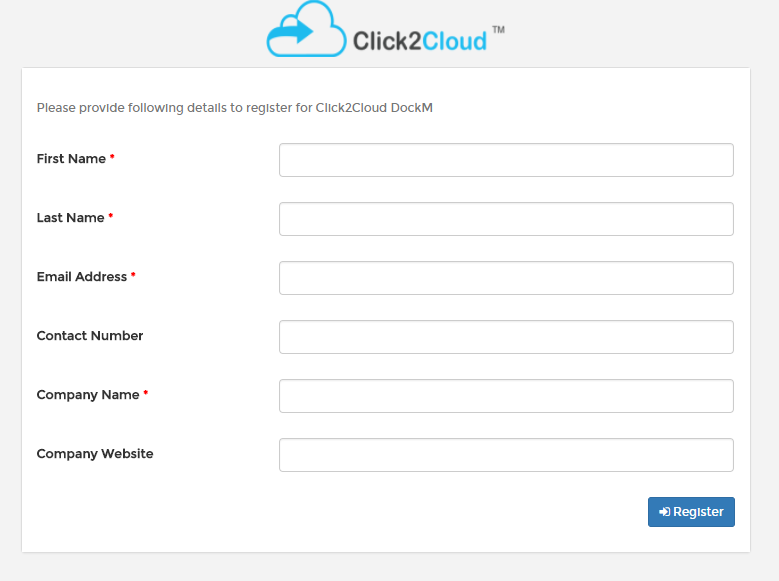 Click2Cloud ™
Please provide following details to register for Click2Cloud DockM
First Name *
Last Name *
Email Address *
Contact Number
Company Name *
Company Website
Register